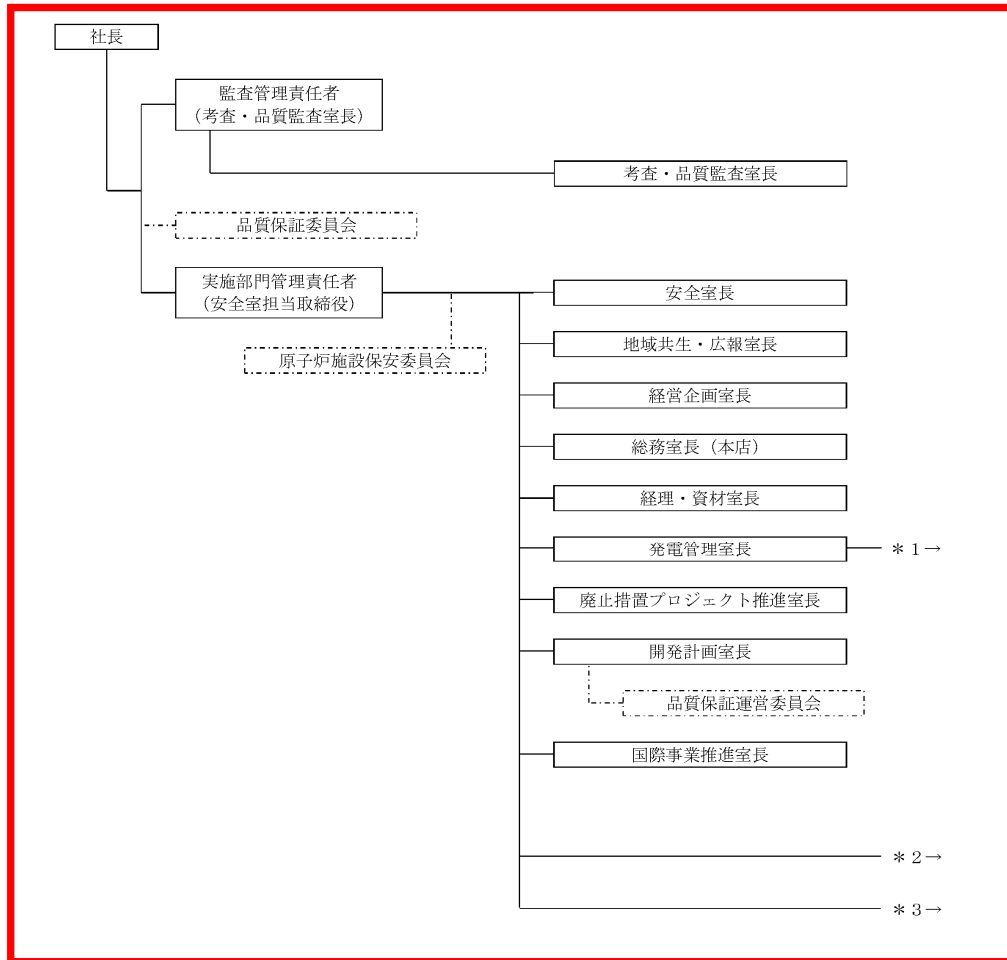 社長
監査管理責任者
（考査・品質監査室長）
考査・品質監査室長
品質保証委員会
実施部門管理責任者
（安全室担当取締役）
安全室長
地域共生・広報室長
原子炉施設保安委員会
経営企画室長
総務室長（本店）
経理・資材室長
発電管理室長
＊1→
廃止措置プロジェクト推進室長
開発計画室長
品質保証運営委員会
国際事業推進室長
＊2→
＊3→